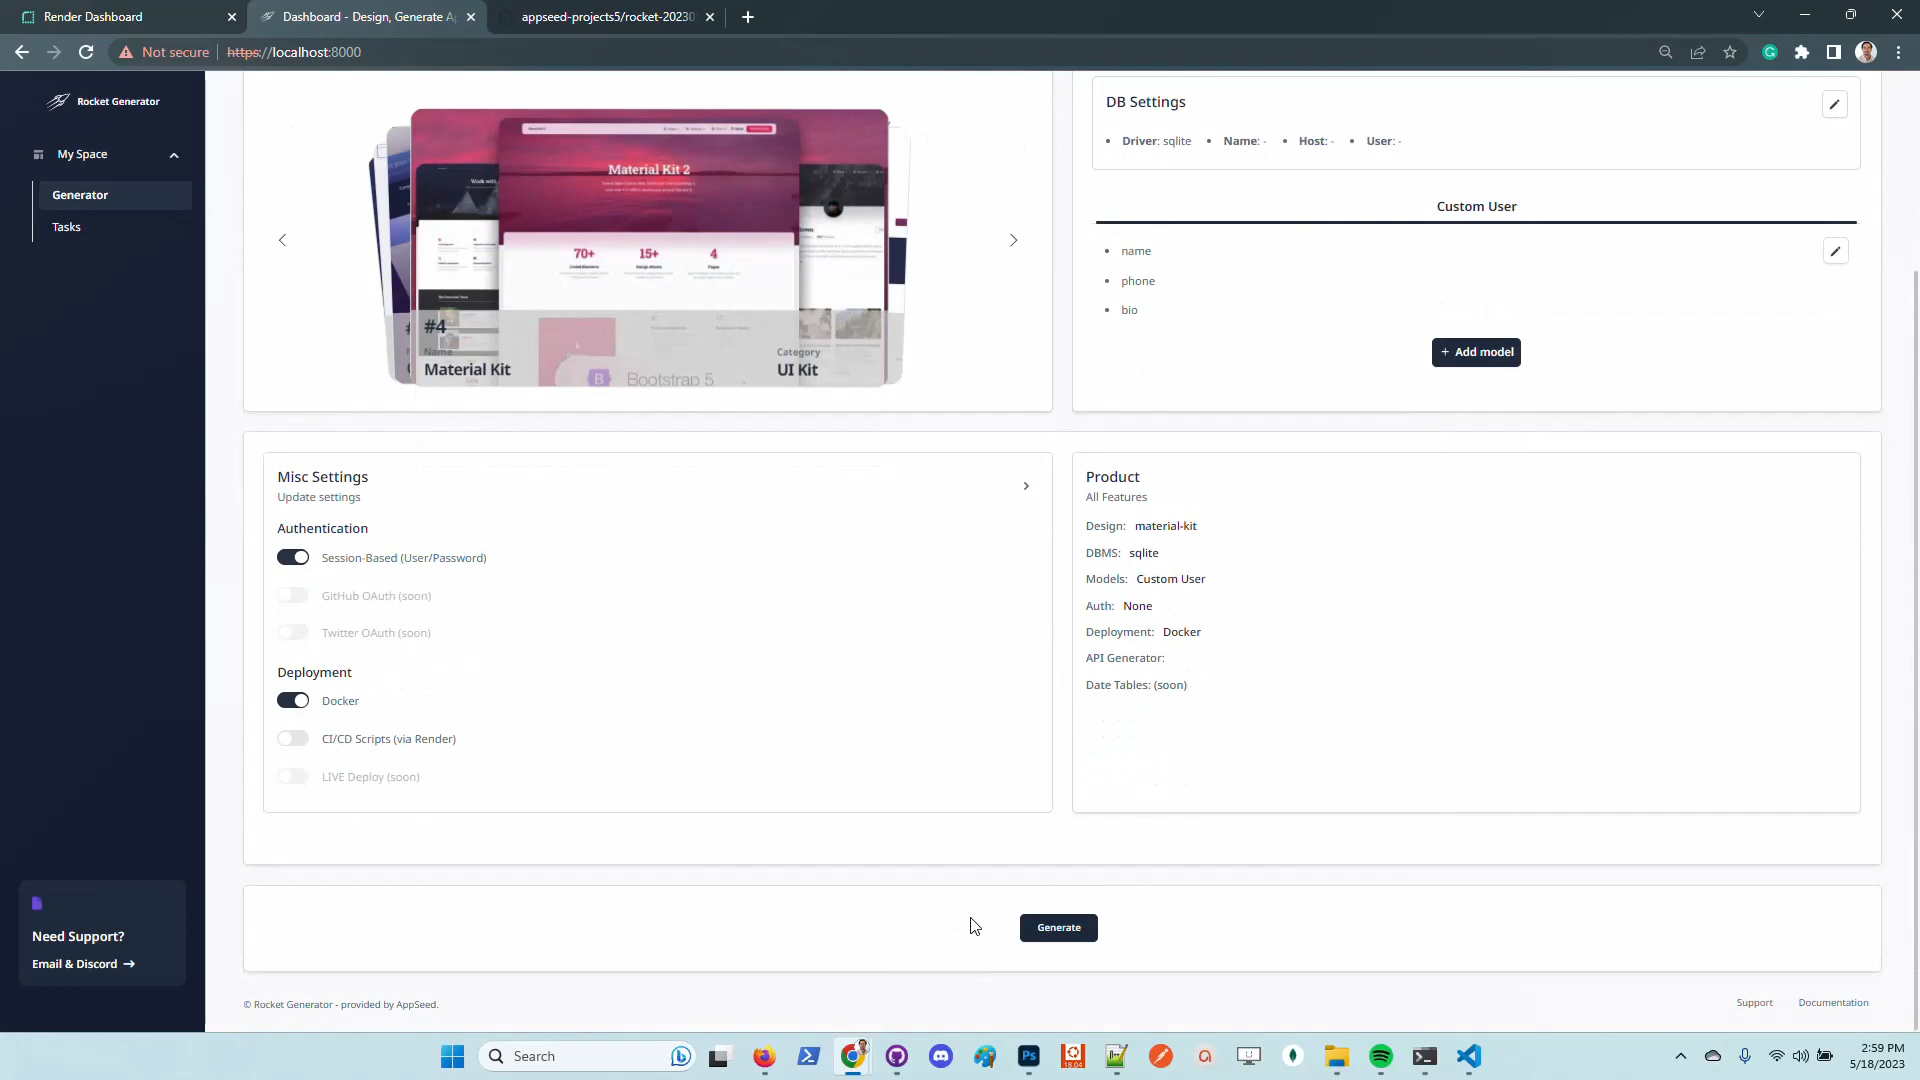 Render Dashboard
Dashboard - Design, Generate A
appseed-projects5/rocket-20230
Not secure
https://localhost:8000
Rocket Generator
My Space
Generator
Tasks
Material Kit 2
70+
15+
4
#4
Name
Category
Material Kit
UI Kit
Bootstrap 5
DB Settings
Driver: sqlite
Name: -
Host: -
User: -
Custom User
name
phone
bio
+ Add model
Misc Settings
Update settings
Authentication
Session-Based (User/Password)
GitHub OAuth (soon)
Twitter OAuth (soon)
Deployment
Docker
CI/CD Scripts (via Render)
LIVE Deploy (soon)
Product
All Features
Design: material-kit
DBMS: sqlite
Models: Custom User
Auth: None
Deployment: Docker
API Generator:
Date Tables: (soon)
Generate
Need Support?
Email & Discord →
© Rocket Generator - provided by AppSeed.
Support
Documentation
Search
Ps
18.04
2:59 PM
5/18/2023